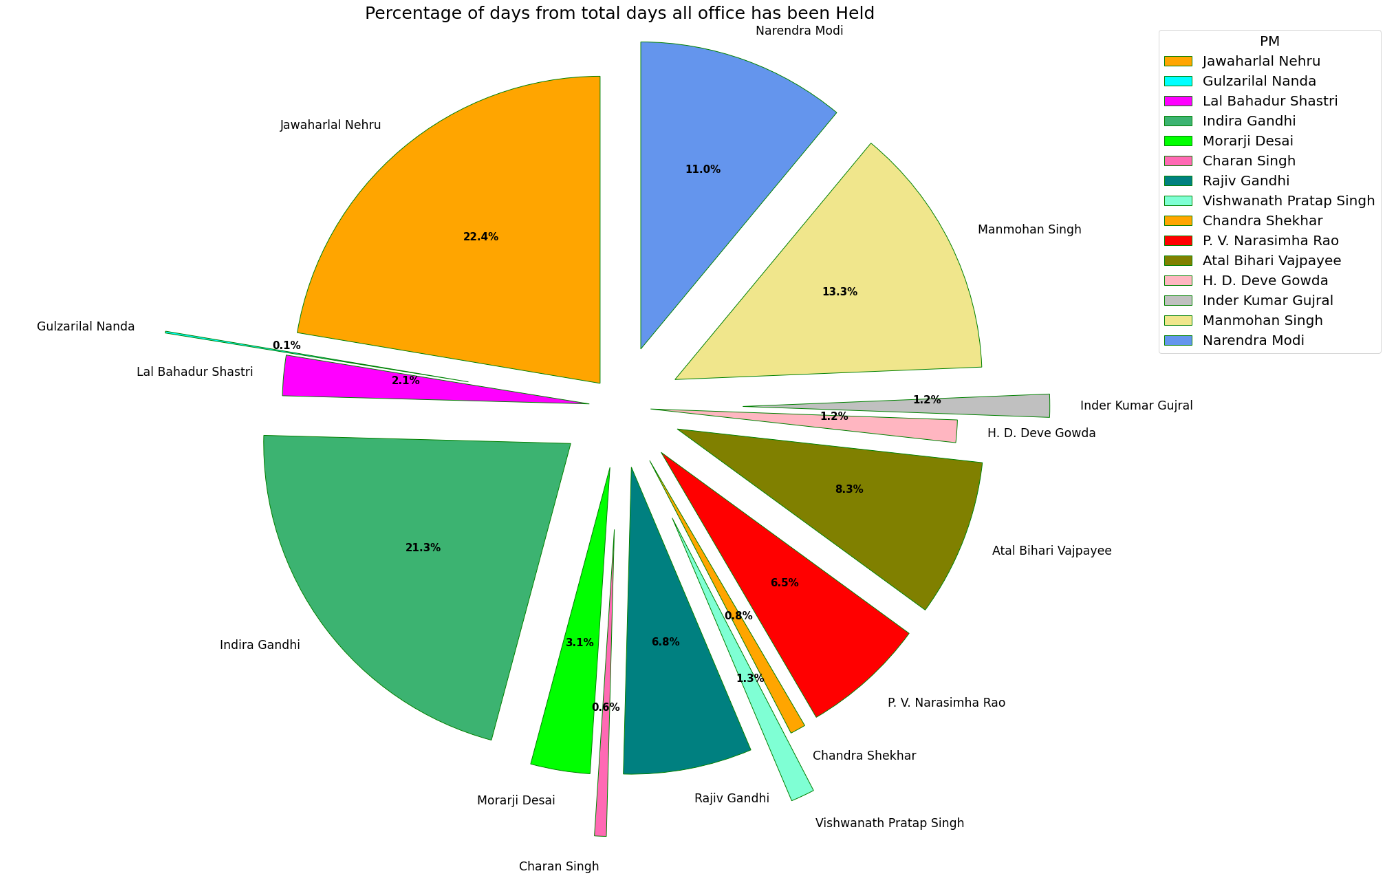 Percentage of days from total days all office has been Held
Narendra Modi
11.0%
Jawaharlal Nehru
22.4%
Manmohan Singh
13.3%
Gulzarilal Nanda
0.1%
Lal Bahadur Shastri
2.1%
Inder Kumar Gujral
1.2%
H. D. Deve Gowda
1.2%
Atal Bihari Vajpayee
8.3%
Indira Gandhi
21.3%
P. V. Narasimha Rao
6.5%
Chandra Shekhar
0.8%
Vishwanath Pratap Singh
1.3%
Rajiv Gandhi
6.8%
Morarji Desai
3.1%
Charan Singh
0.6%
PM
Jawaharlal Nehru
Gulzarilal Nanda
Lal Bahadur Shastri
Indira Gandhi
Morarji Desai
Charan Singh
Rajiv Gandhi
Vishwanath Pratap Singh
Chandra Shekhar
P. V. Narasimha Rao
Atal Bihari Vajpayee
H. D. Deve Gowda
Inder Kumar Gujral
Manmohan Singh
Narendra Modi